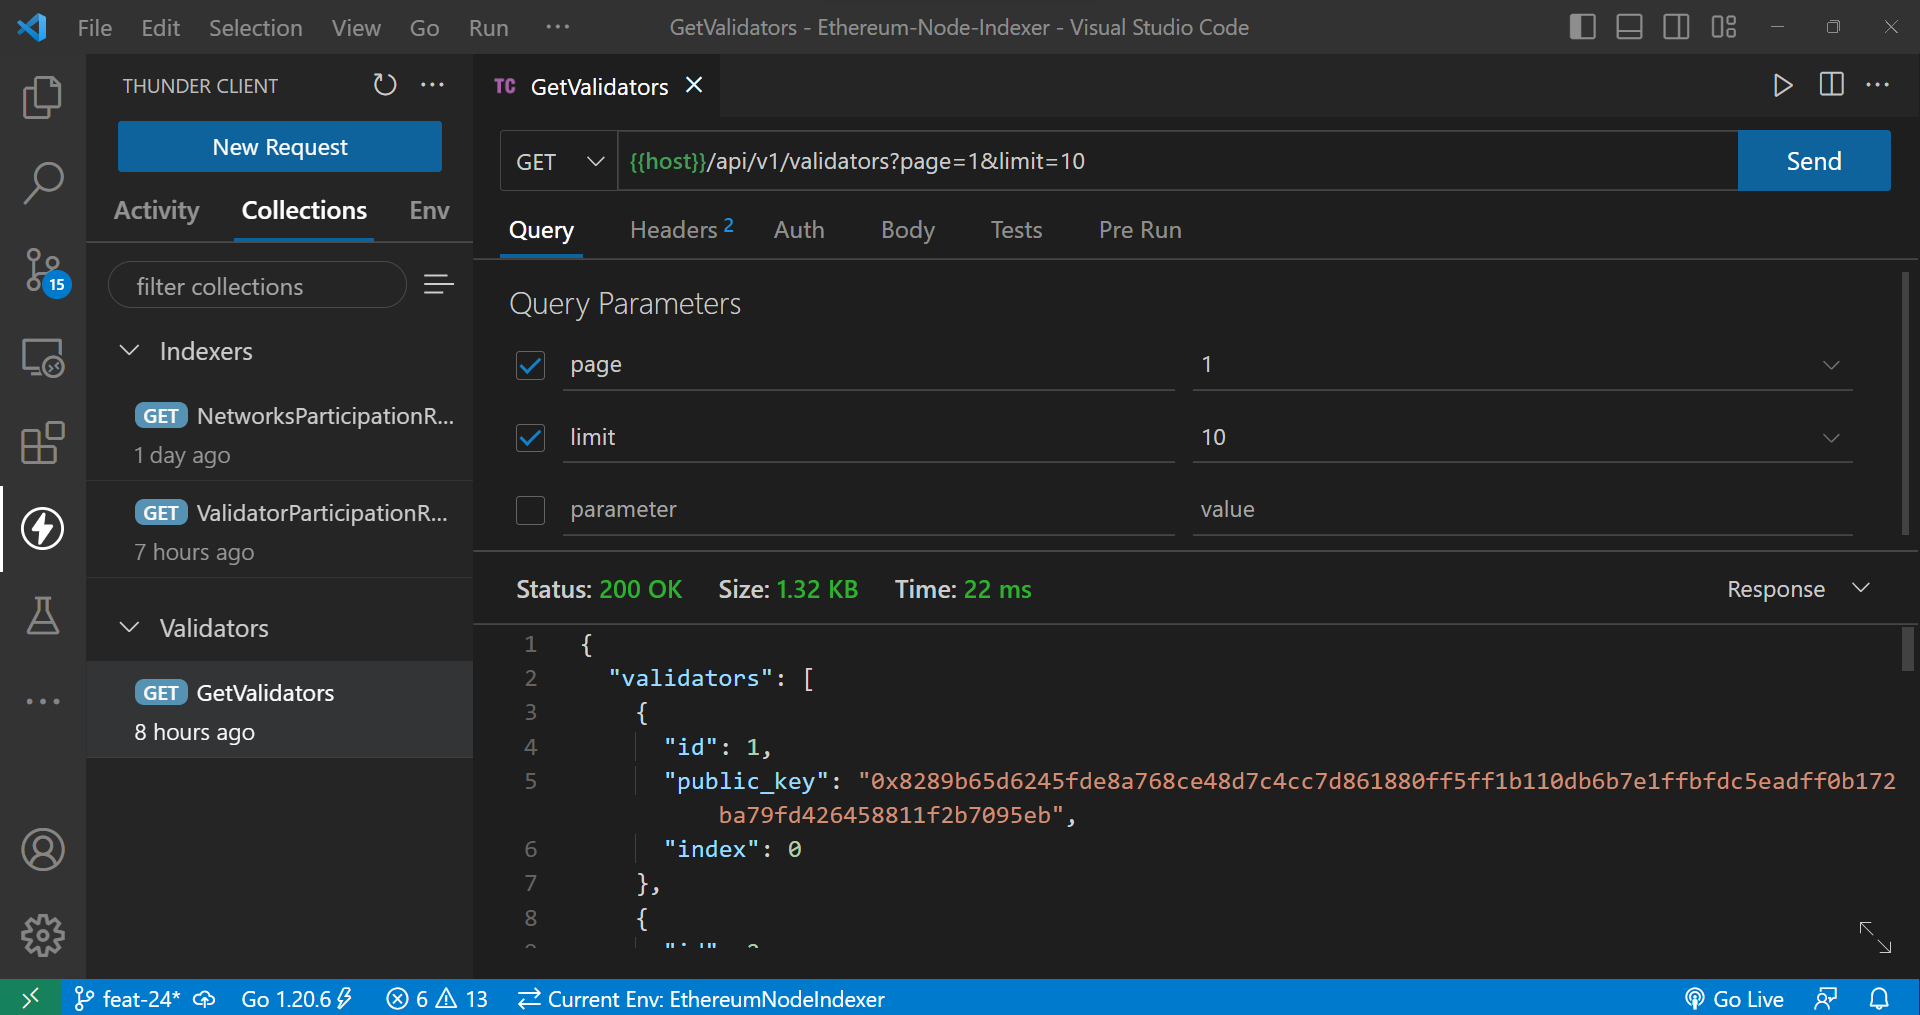 File Edit Selection View Go Run ···
GetValidators - Ethereum-Node-Indexer - Visual Studio Code
THUNDER CLIENT
New Request
Activity Collections Env
filter collections
Indexers
GET NetworksParticipationR...
1 day ago
GET ValidatorParticipationR...
7 hours ago
Validators
GET GetValidators
8 hours ago
15
TC GetValidators
GET {{host}}/api/v1/validators?page=1&limit=10 Send
Query Headers 2 Auth Body Tests Pre Run
Query Parameters
page 1
limit 10
parameter value
Status: 200 OK Size: 1.32 KB Time: 22 ms Response
1 {
2 "validators": [
3 {
4 "id": 1,
5 "public_key": "0x8289b65d6245fde8a768ce48d7c4cc7d861880ff5ff1b110db6b7e1ffbfdc5eadff0b172
ba79fd426458811f2b7095eb",
6 "index": 0
7 },
8 {
feat-24* Go 1.20.6 6 13 Current Env: EthereumNodeIndexer Go Live